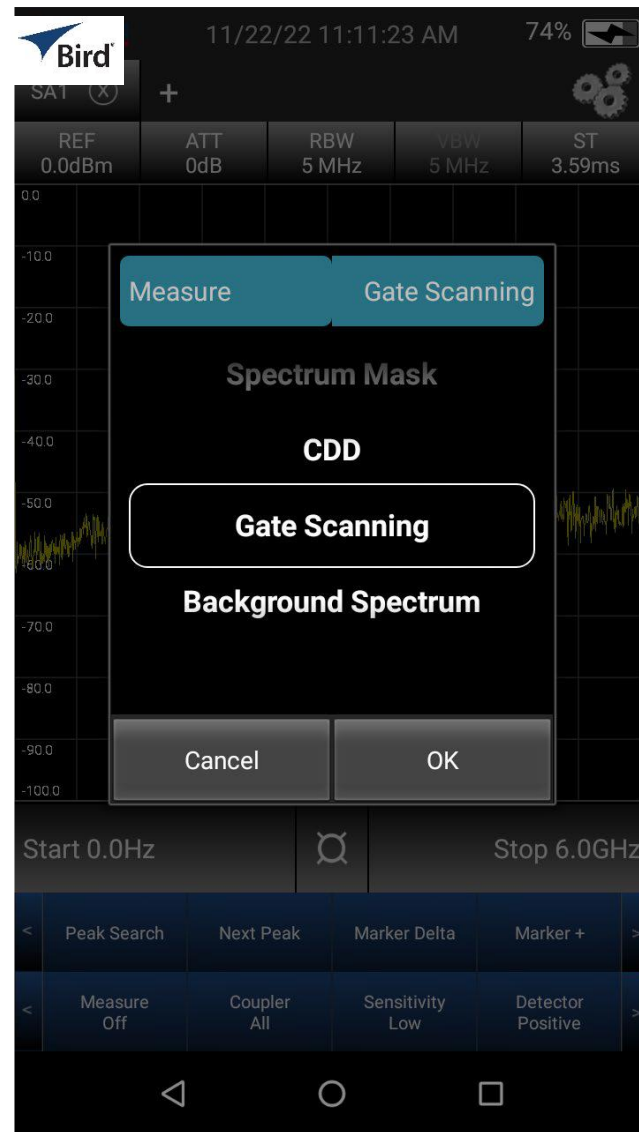 Bird
11/22/22 11:11:23 AM 74%
SA1 X +
REF ATT RBW VBW ST
0.0dBm 0dB 5 MHz 5 MHz 3.59ms
0.0
-10.0
Measure Gate Scanning
-20.0
Spectrum Mask
-30.0
-40.0
CDD
-50.0
Gate Scanning
-60.0
Background Spectrum
-70.0
-80.0
-90.0
Cancel OK
-100.0
Start 0.0Hz Stop 6.0GHz
< Peak Search Next Peak Marker Delta Marker + >
< Measure Coupler Sensitivity Detector >
Off All Low Positive